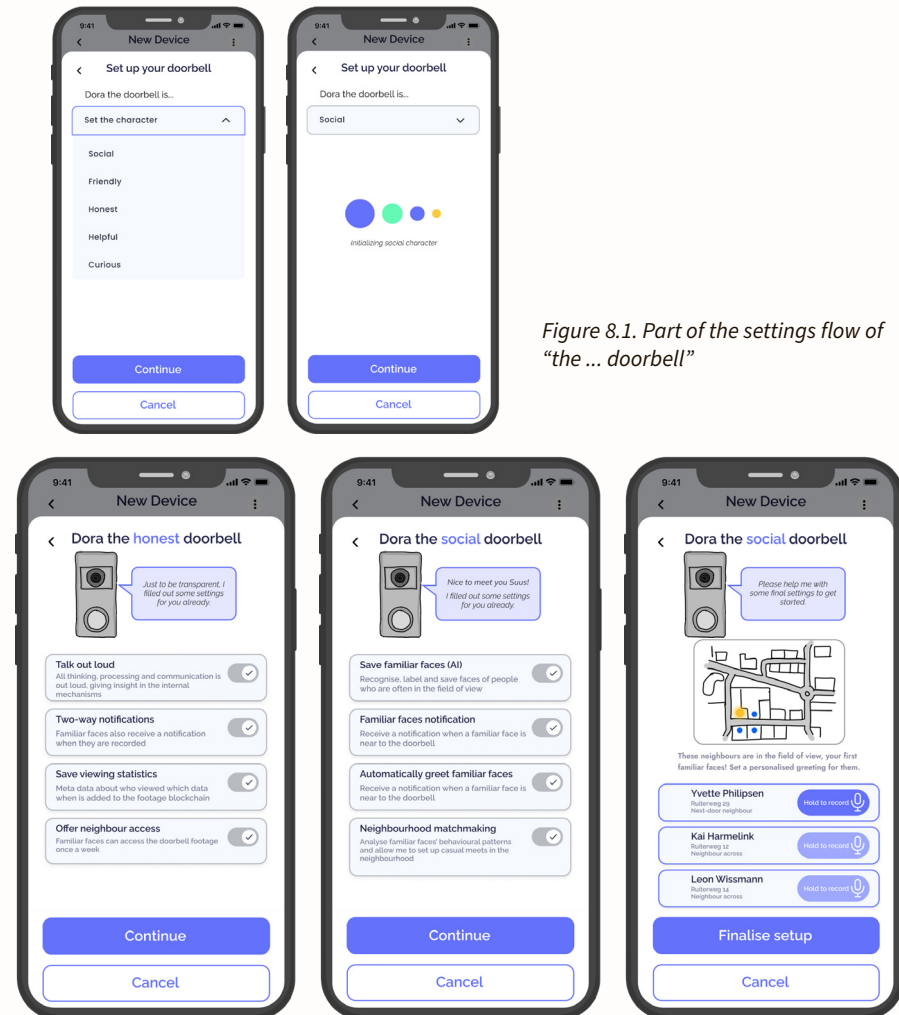 9:41
New Device
Set up your doorbell
Dora the doorbell is...
Set the character
Social
Friendly
Honest
Helpful
Curious
Continue
Cancel
9:41
New Device
Set up your doorbell
Dora the doorbell is...
Social
Initializing social character
Continue
Cancel
Figure 8.1. Part of the settings flow of
“the ... doorbell”
9:41
New Device
Dora the honest doorbell
Just to be transparent, I
filled out some settings
for you already.
Talk out loud
All thinking, processing and communication is
out loud, giving insight in the internal
mechanisms
Two-way notifications
Familiar faces also receive a notification
when they are recorded
Save viewing statistics
Meta data about who viewed which data
when is added to the footage blockchain
Offer neighbour access
Familiar faces can access the doorbell footage
once a week
Continue
Cancel
9:41
New Device
Dora the social doorbell
Nice to meet you Suus!
I filled out some settings
for you already.
Save familiar faces (AI)
Recognise, label and save faces of people
who are often in the field of view
Familiar faces notification
Receive a notification when a familiar face is
near to the doorbell
Automatically greet familiar faces
Receive a notification when a familiar face is
near to the doorbell
Neighbourhood matchmaking
Analyse familiar faces' behavioural patterns
and allow me to set up casual meets in the
neighbourhood
Continue
Cancel
9:41
New Device
Dora the social doorbell
Please help me with
some final settings to get
started.
These neighbours are in the field of view, your first
familiar faces! Set a personalised greeting for them.
Yvette Philipsen
Ruiterweg 29
Next-door neighbour
Hold to record
Kai Harmelink
Ruiterweg 12
Neighbour across
Hold to record
Leon Wissmann
Ruiterweg 14
Neighbour across
Hold to record
Finalise setup
Cancel